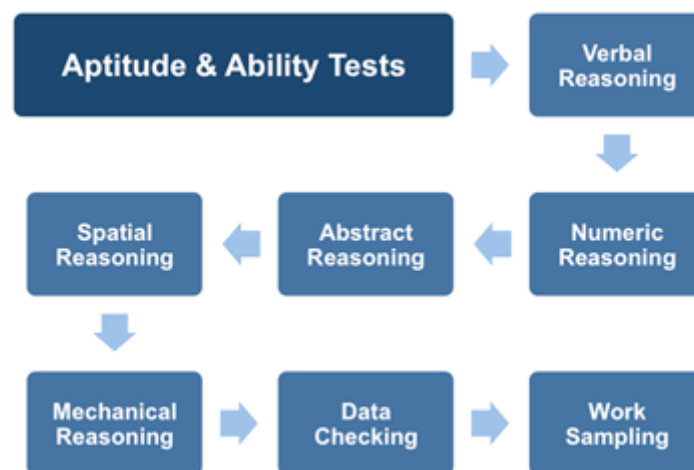 Aptitude & Ability Tests
Verbal
Reasoning
Numeric
Reasoning
Abstract
Reasoning
Spatial
Reasoning
Mechanical
Reasoning
Data
Checking
Work
Sampling